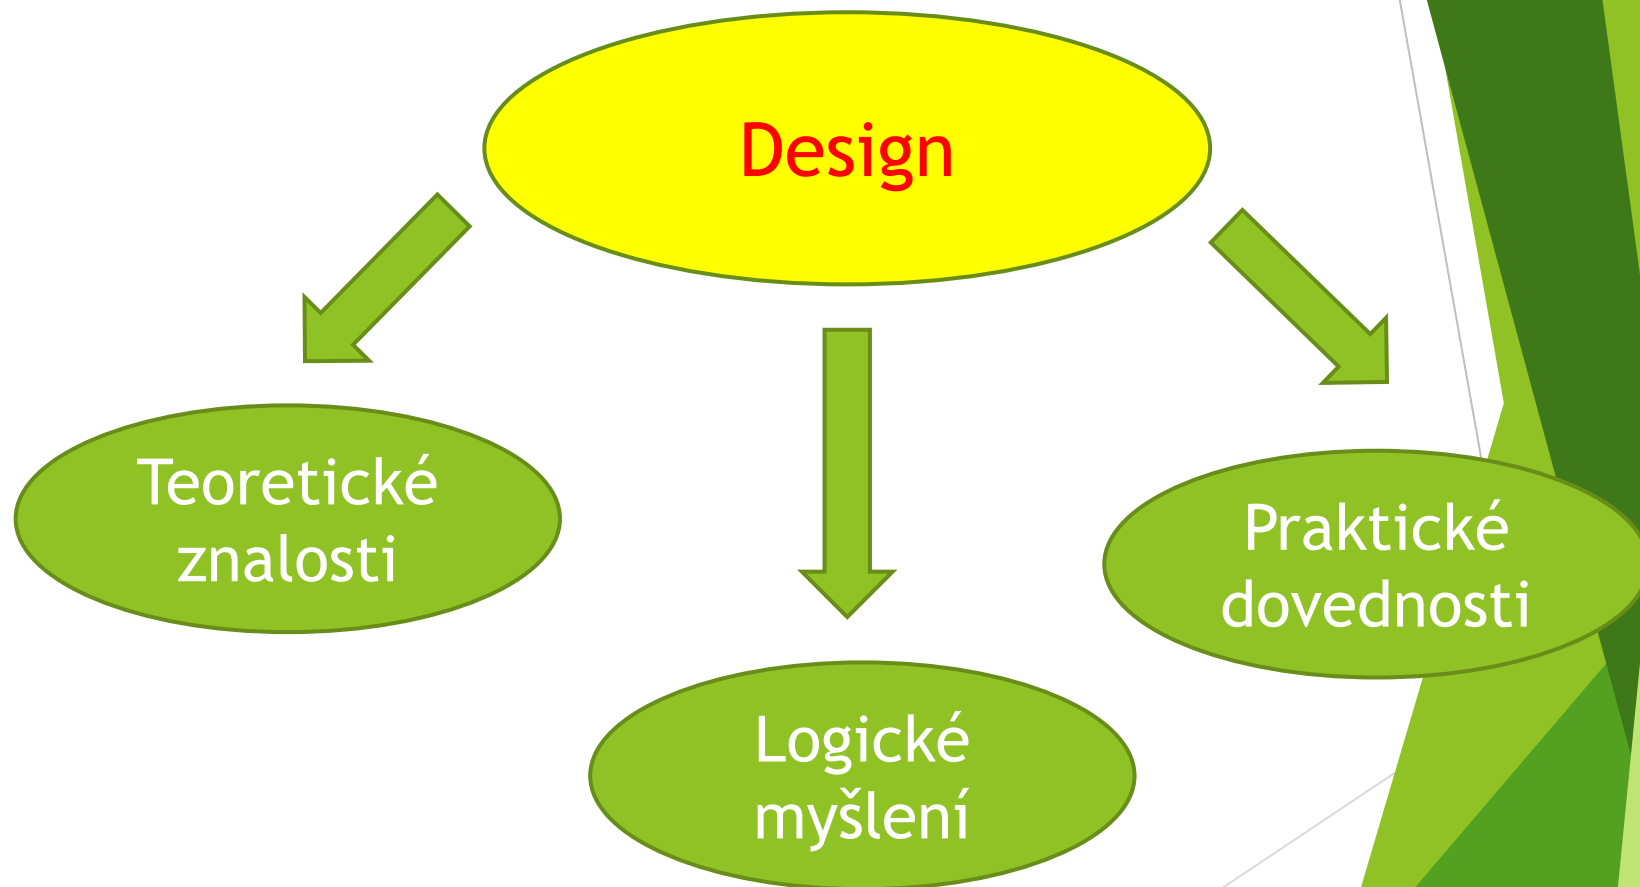 Design
Teoretické
znalosti
Praktické
dovednosti
Logické
myšlení